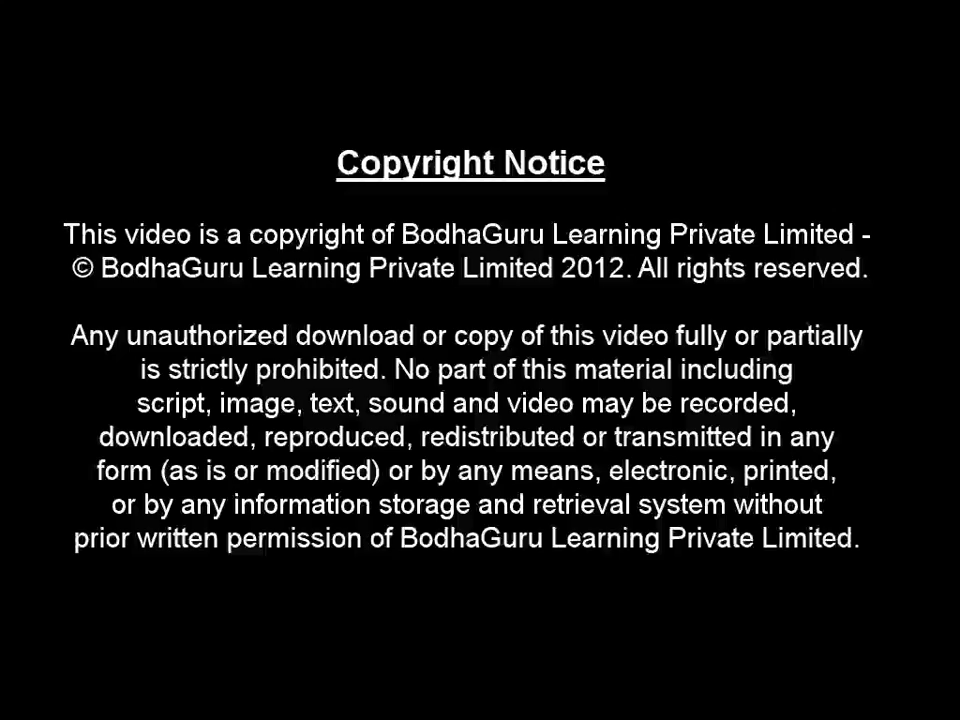 Copyright Notice
This video is a copyright of BodhaGuru Learning Private Limited -
© BodhaGuru Learning Private Limited 2012. All rights reserved.
Any unauthorized download or copy of this video fully or partially
is strictly prohibited. No part of this material including
script, image, text, sound and video may be recorded,
downloaded, reproduced, redistributed or transmitted in any
form (as is or modified) or by any means, electronic, printed,
or by any information storage and retrieval system without
prior written permission of BodhaGuru Learning Private Limited.